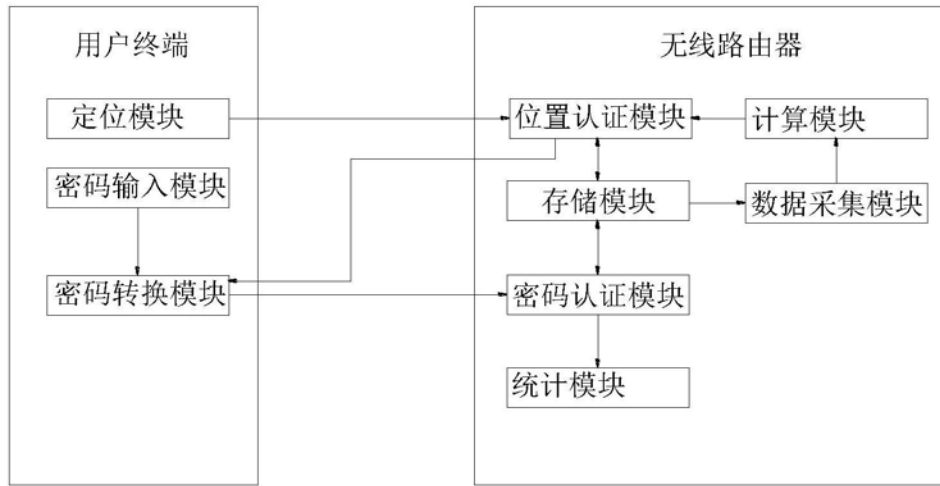 用户终端
定位模块
密码输入模块
密码转换模块
无线路由器
位置认证模块
计算模块
存储模块
数据采集模块
密码认证模块
统计模块